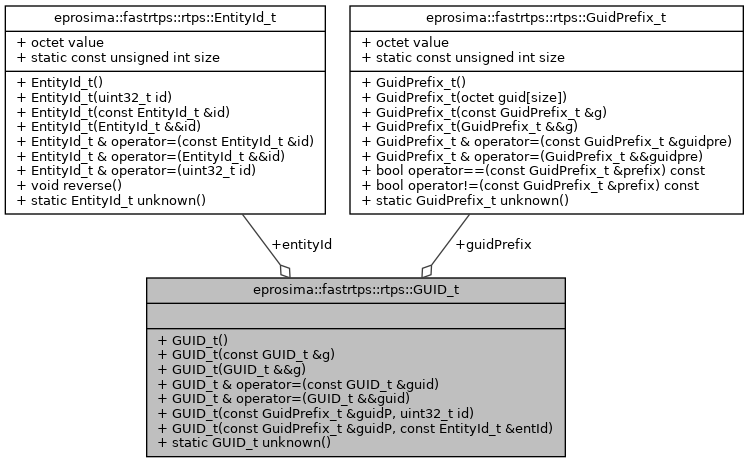 eprosima::fastrtps::rtps::EntityId_t
+ octet value
+ static const unsigned int size
+ EntityId_t()
+ EntityId_t(uint32_t id)
+ EntityId_t(const EntityId_t &id)
+ EntityId_t(EntityId_t &&id)
+ EntityId_t & operator=(const EntityId_t &id)
+ EntityId_t & operator=(EntityId_t &&id)
+ EntityId_t & operator=(uint32_t id)
+ void reverse()
+ static EntityId_t unknown()
eprosima::fastrtps::rtps::GuidPrefix_t
+ octet value
+ static const unsigned int size
+ GuidPrefix_t()
+ GuidPrefix_t(octet guid[size])
+ GuidPrefix_t(const GuidPrefix_t &g)
+ GuidPrefix_t(GuidPrefix_t &&g)
+ GuidPrefix_t & operator=(const GuidPrefix_t &guidpre)
+ GuidPrefix_t & operator=(GuidPrefix_t &&guidpre)
+ bool operator==(const GuidPrefix_t &prefix) const
+ bool operator!=(const GuidPrefix_t &prefix) const
+ static GuidPrefix_t unknown()
+entityId
+guidPrefix
eprosima::fastrtps::rtps::GUID_t
+ GUID_t()
+ GUID_t(const GUID_t &g)
+ GUID_t(GUID_t &&g)
+ GUID_t & operator=(const GUID_t &guid)
+ GUID_t & operator=(GUID_t &&guid)
+ GUID_t(const GuidPrefix_t &guidP, uint32_t id)
+ GUID_t(const GuidPrefix_t &guidP, const EntityId_t &entId)
+ static GUID_t unknown()